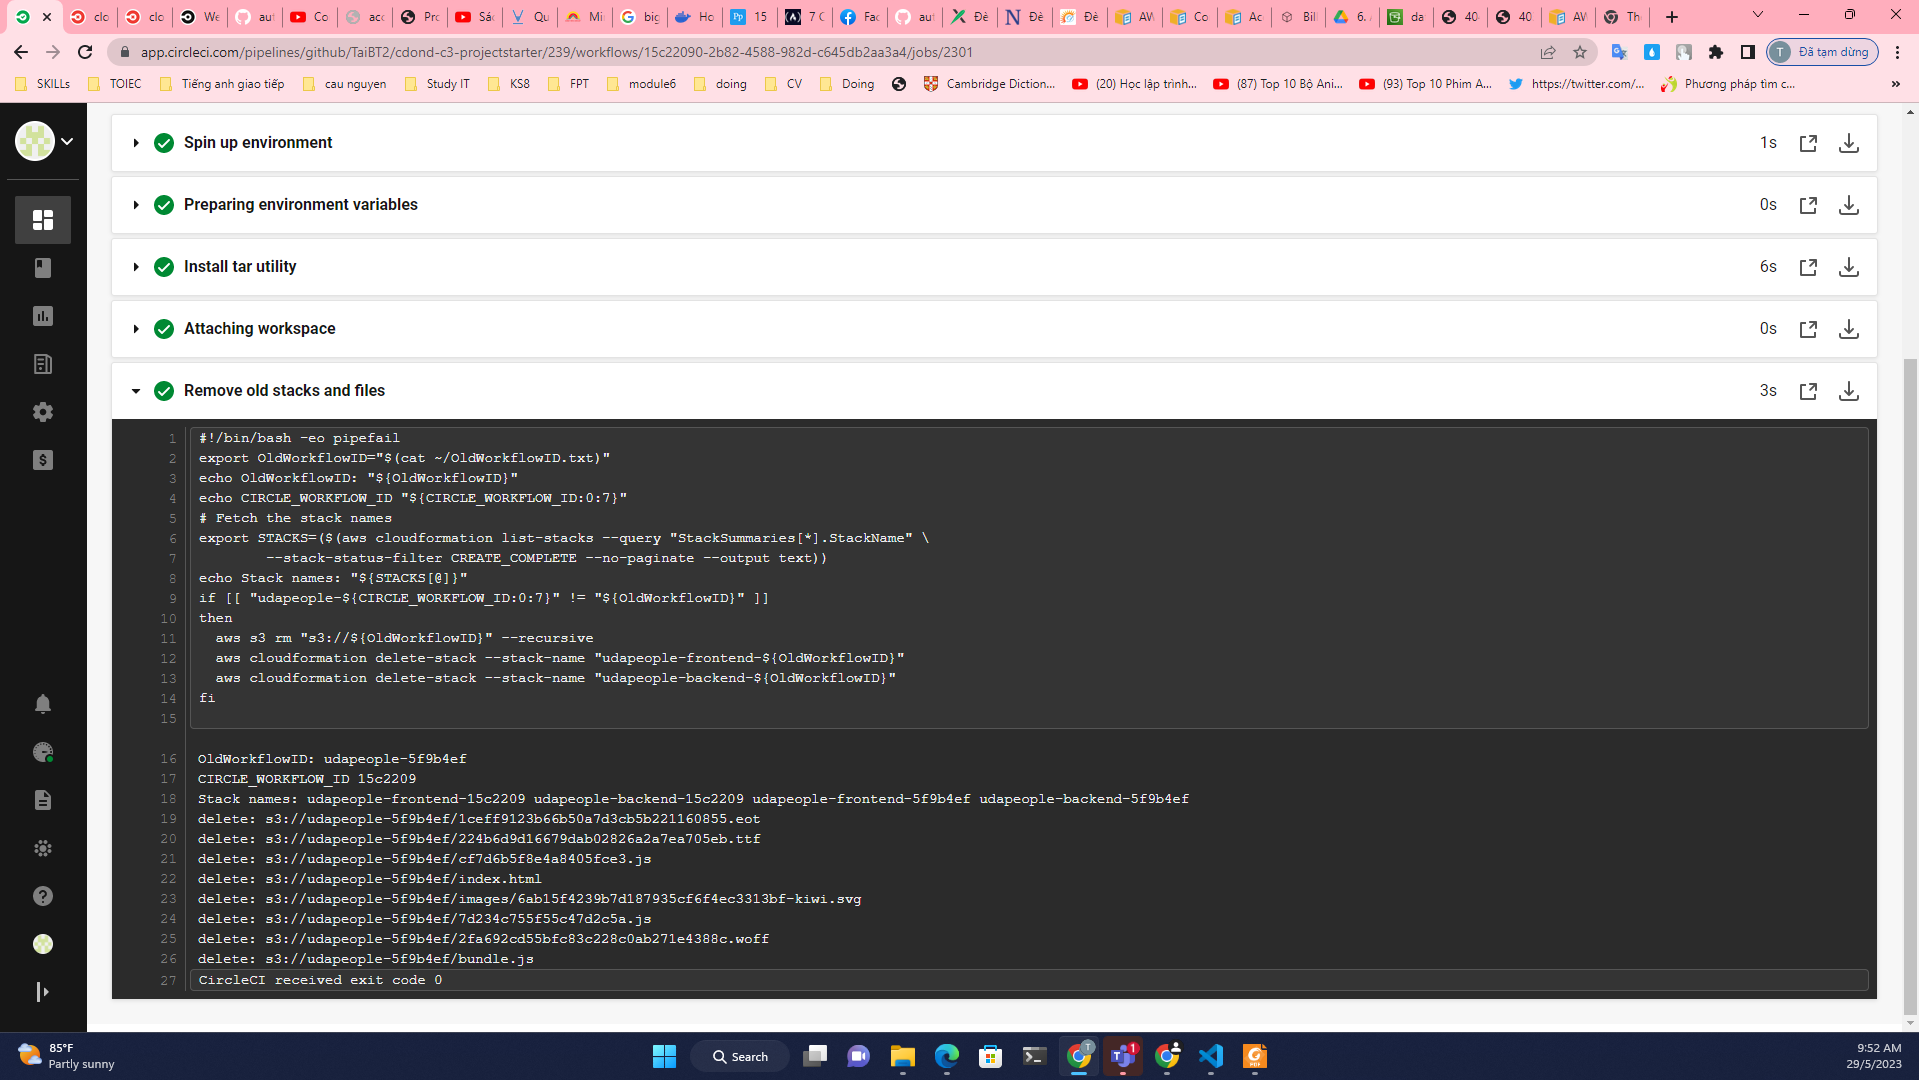 clo
clo
We
aut
Co
acc
Pro
Sác
Qu
Mi
big
Ho
15
7 C
Fac
aut
Đè
Đè
Đè
AW
Co
Ac
Bil
6. /
da
40
40
AW
Th
app.circleci.com/pipelines/github/TaiBT2/cdond-c3-projectstarter/239/workflows/15c22090-2b82-4588-982d-c645db2aa3a4/jobs/2301
T Đã tạm dừng
SKILLs
TOIEC
Tiếng anh giao tiếp
cau nguyen
Study IT
KS8
FPT
module6
doing
CV
Doing
Cambridge Diction...
(20) Học lập trình...
(87) Top 10 Bộ Ani...
(93) Top 10 Phim A...
https://twitter.com/...
Phương pháp tìm c...
»
Spin up environment 1s
Preparing environment variables 0s
Install tar utility 6s
Attaching workspace 0s
Remove old stacks and files 3s
1 #!/bin/bash -eo pipefail
2 export OldWorkflowID="$(cat ~/OldWorkflowID.txt)"
3 echo OldWorkflowID: "${OldWorkflowID}"
4 echo CIRCLE_WORKFLOW_ID "${CIRCLE_WORKFLOW_ID:0:7}"
5 # Fetch the stack names
6 export STACKS=($(aws cloudformation list-stacks --query "StackSummaries[*].StackName" \
7 --stack-status-filter CREATE_COMPLETE --no-paginate --output text))
8 echo Stack names: "${STACKS[@]}"
9 if [[ "udapeople-${CIRCLE_WORKFLOW_ID:0:7}" != "${OldWorkflowID}" ]]
10 then
11 aws s3 rm "s3://${OldWorkflowID}" --recursive
12 aws cloudformation delete-stack --stack-name "udapeople-frontend-${OldWorkflowID}"
13 aws cloudformation delete-stack --stack-name "udapeople-backend-${OldWorkflowID}"
14 fi
15
16 OldWorkflowID: udapeople-5f9b4ef
17 CIRCLE_WORKFLOW_ID 15c2209
18 Stack names: udapeople-frontend-15c2209 udapeople-backend-15c2209 udapeople-frontend-5f9b4ef udapeople-backend-5f9b4ef
19 delete: s3://udapeople-5f9b4ef/1ceff9123b66b50a7d3cb5b221160855.eot
20 delete: s3://udapeople-5f9b4ef/224b6d9d16679dab02826a2a7ea705eb.ttf
21 delete: s3://udapeople-5f9b4ef/cf7d6b5f8e4a8405fce3.js
22 delete: s3://udapeople-5f9b4ef/index.html
23 delete: s3://udapeople-5f9b4ef/images/6ab15f4239b7d187935cf6f4ec3313bf-kiwi.svg
24 delete: s3://udapeople-5f9b4ef/7d234c755f55c47d2c5a.js
25 delete: s3://udapeople-5f9b4ef/2fa692cd55bfc83c228c0ab271e4388c.woff
26 delete: s3://udapeople-5f9b4ef/bundle.js
27 CircleCI received exit code 0
85°F
Partly sunny
Search
T
1
9:52 AM
29/5/2023